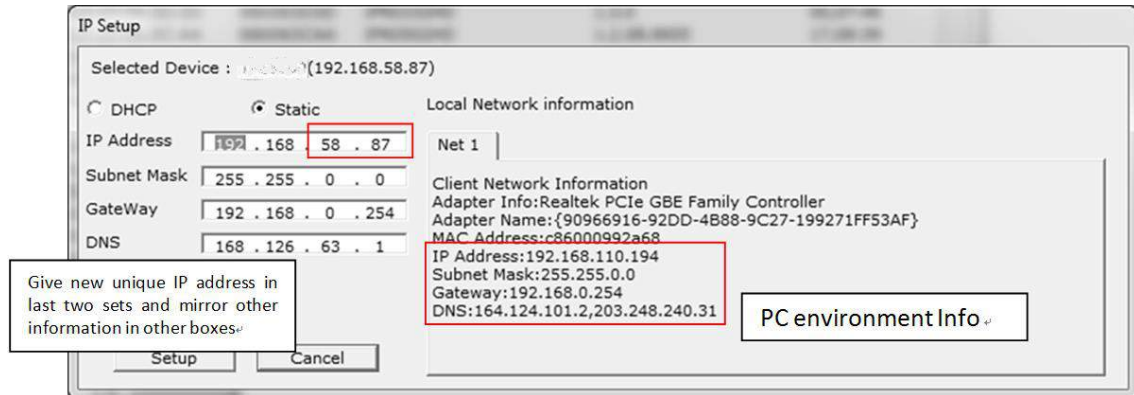 IP Setup
Selected Device : (192.168.58.87)
DHCP
Static
IP Address 192 . 168 . 58 . 87
Subnet Mask 255 . 255 . 0 . 0
GateWay 192 . 168 . 0 . 254
DNS 168 . 126 . 63 . 1
Give new unique IP address in
last two sets and mirror other
information in other boxes
Setup
Cancel
Local Network information
Net 1
Client Network Information
Adapter Info:Realtek PCIe GBE Family Controller
Adapter Name:{90966916-92DD-4B88-9C27-199271FF53AF}
MAC Address:c86000992a68
IP Address:192.168.110.194
Subnet Mask:255.255.0.0
Gateway:192.168.0.254
DNS:164.124.101.2,203.248.240.31
PC environment Info